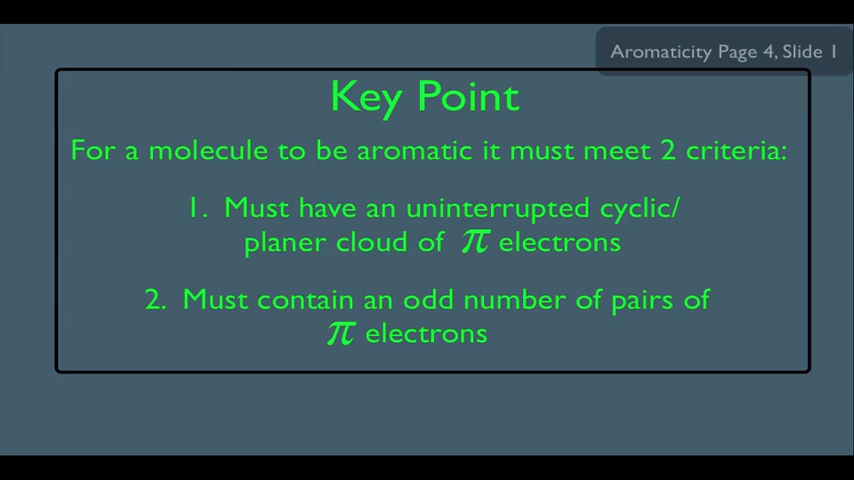 Aromaticity Page 4, Slide 1
Key Point
For a molecule to be aromatic it must meet 2 criteria:
1. Must have an uninterrupted cyclic/
planer cloud of π electrons
2. Must contain an odd number of pairs of
π electrons